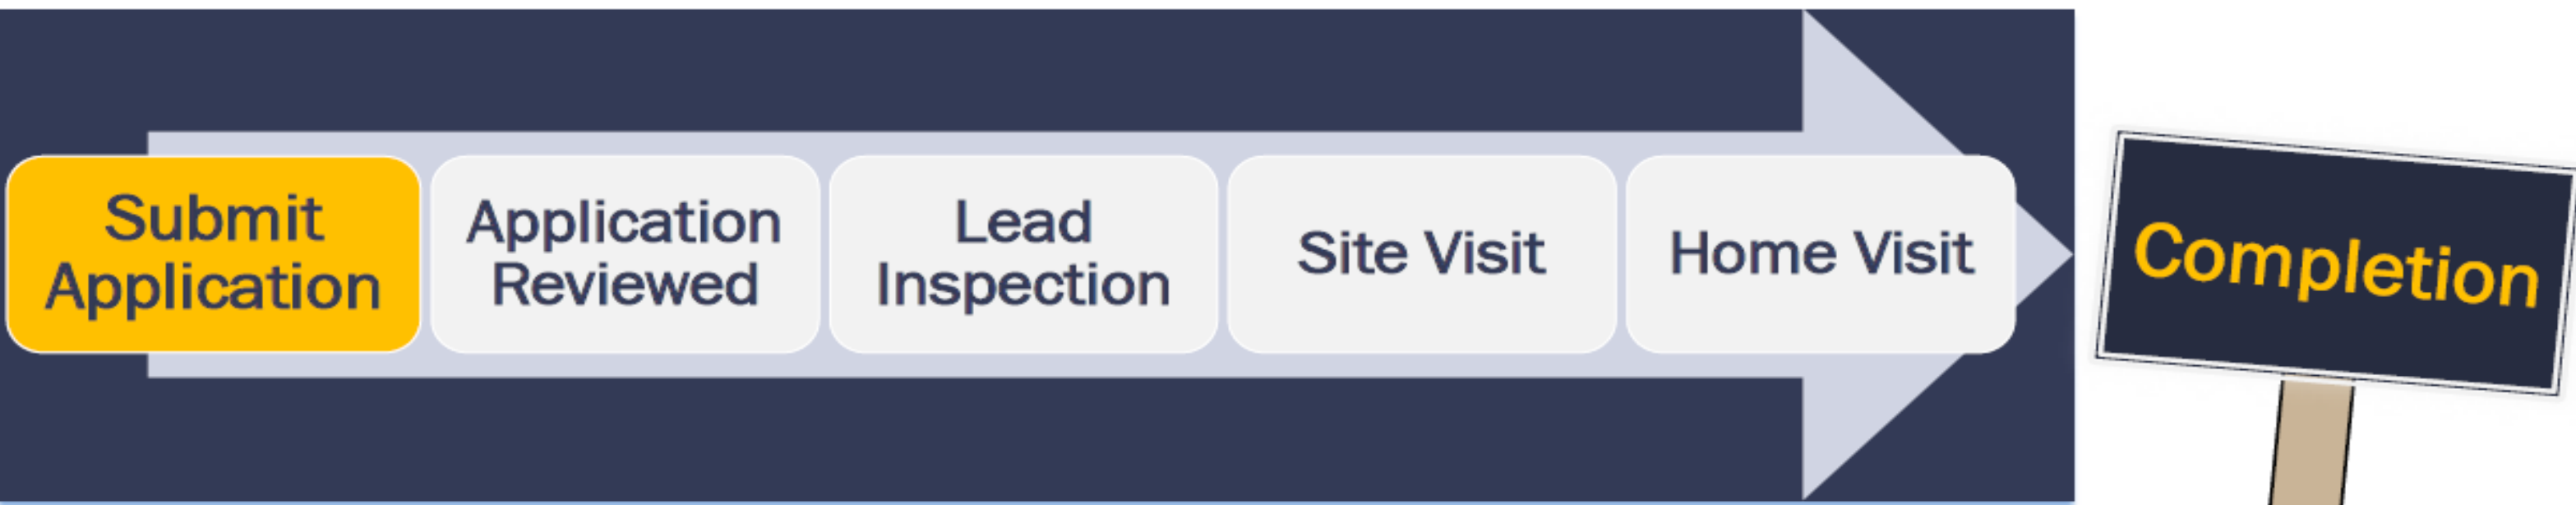 Submit
Application
Application
Reviewed
Lead
Inspection
Site Visit
Home Visit
Completion